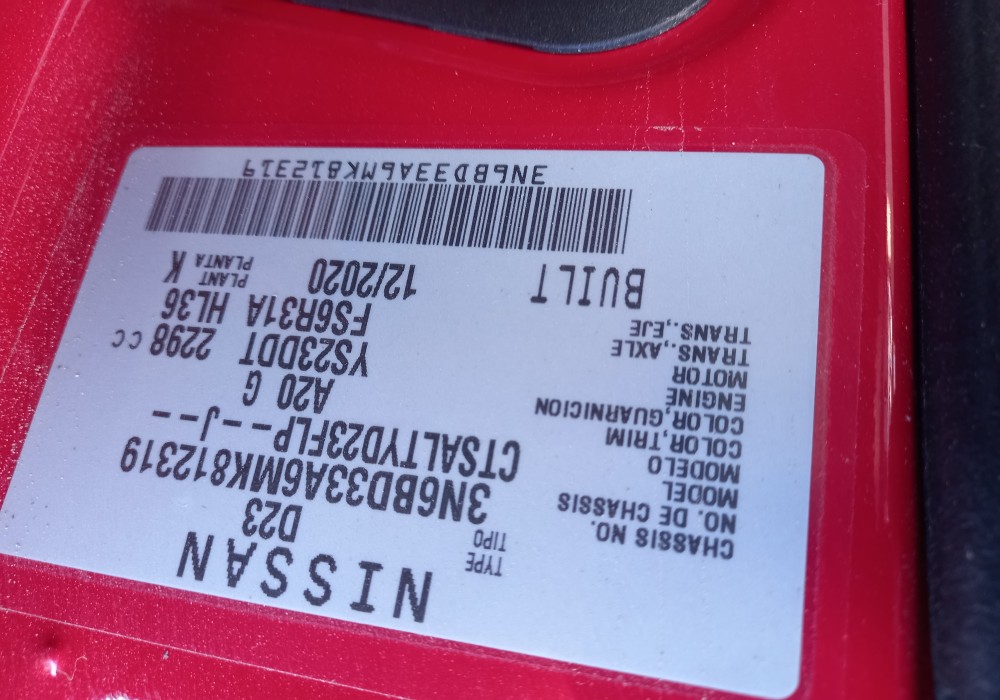 NISSAN
TYPE
TIPO D23
CHASSIS NO.
NO. DE CHASSIS 3N6BD33A6MK812319
MODEL
MODELO CTSALTYD23FLP--J--
COLOR,TRIM
COLOR,GUARNICION A20 G
ENGINE
MOTOR YS23DDT 2298 CC
TRANS.,AXLE
TRANS.,EJE FS6R31A HL36
BUILT 12/2020 PLANT
PLANTA K
3N6BD33A6MK812319